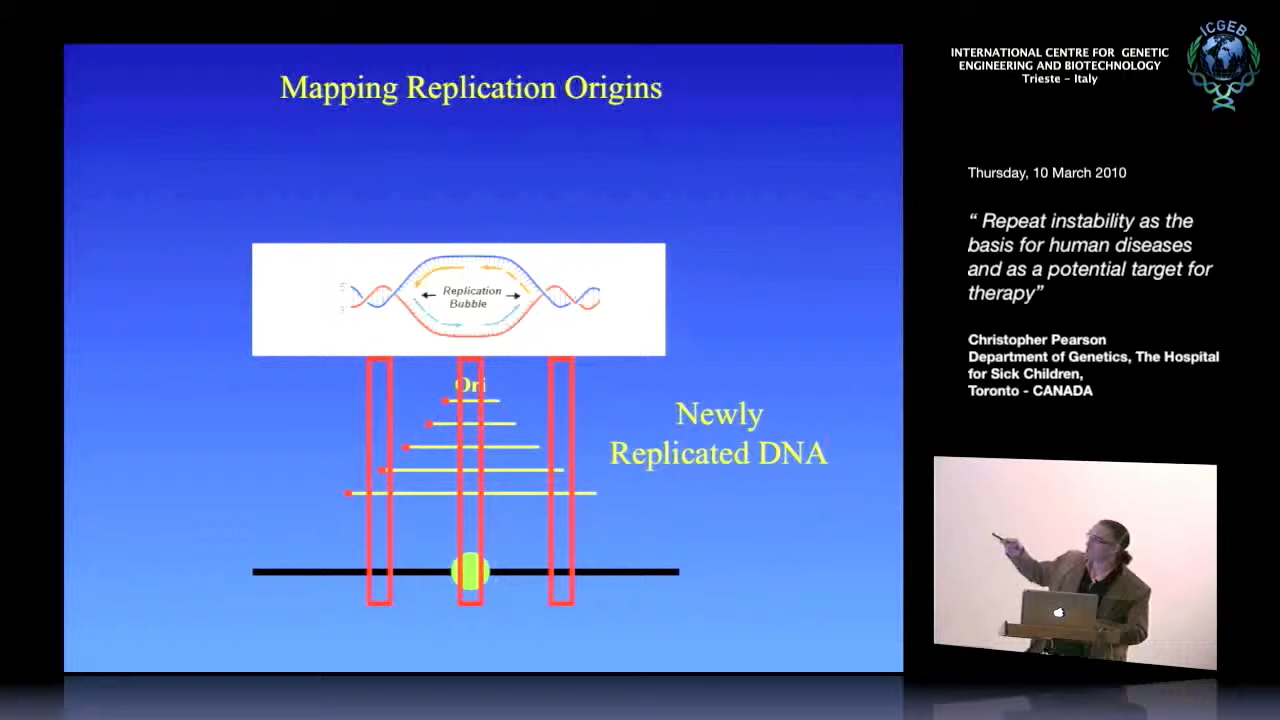 Mapping Replication Origins
5'
3'
Replication
Bubble
Ori
Newly
Replicated DNA
INTERNATIONAL CENTRE FOR GENETIC
ENGINEERING AND BIOTECHNOLOGY
Trieste - Italy
ICGEB
Thursday, 10 March 2010
“ Repeat instability as the
basis for human diseases
and as a potential target for
therapy”
Christopher Pearson
Department of Genetics, The Hospital
for Sick Children,
Toronto - CANADA